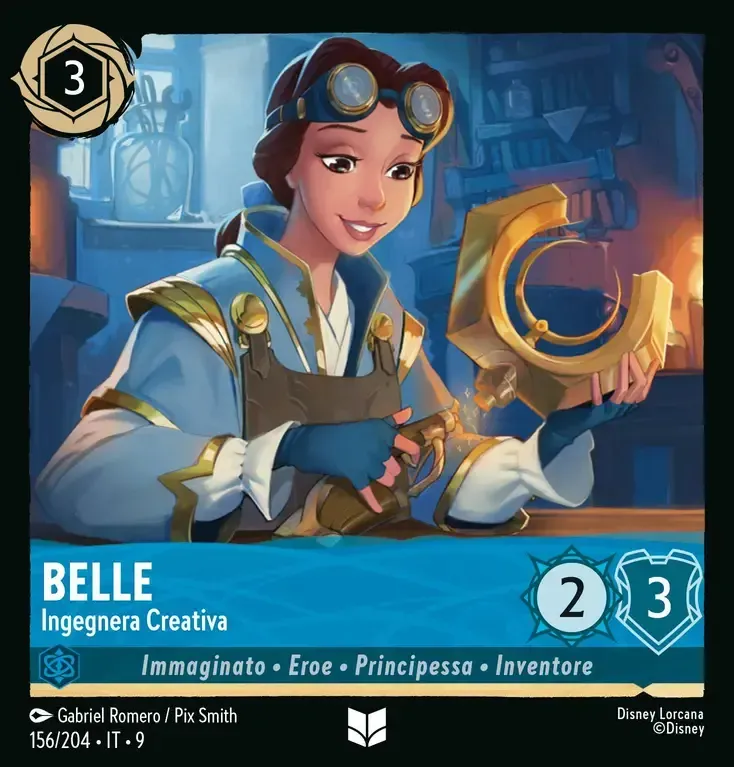 3
BELLE
Ingegnera Creativa
2
3
Immaginato • Eroe • Principessa • Inventore
Gabriel Romero / Pix Smith
156/204 • IT • 9
Disney Lorcana
©Disney